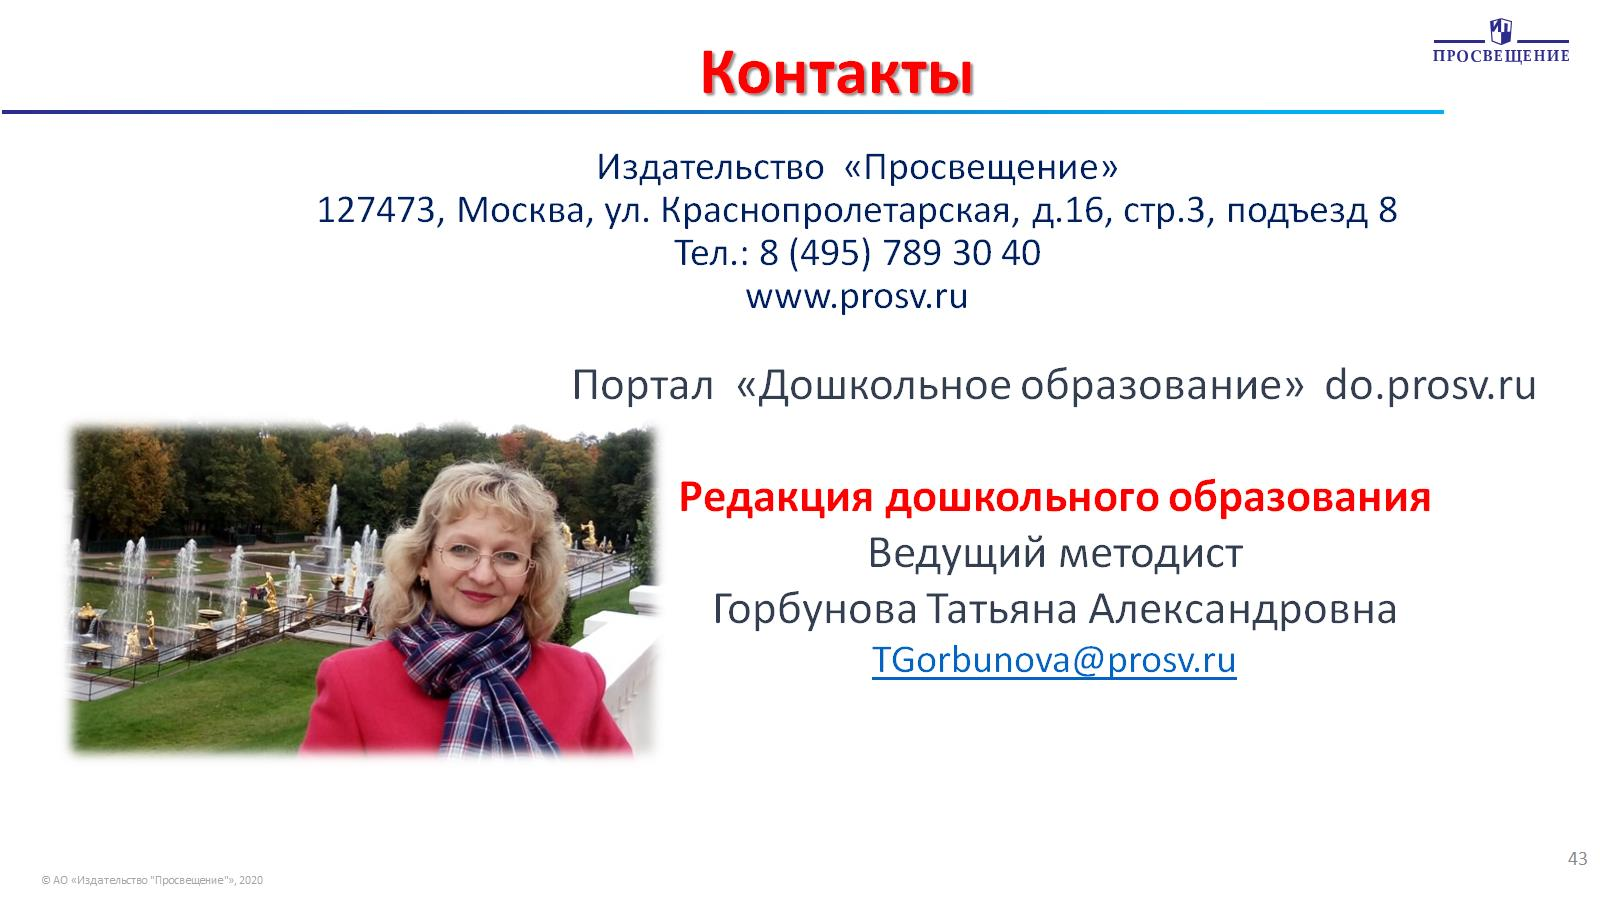 Контакты
ПРОСВЕЩЕНИЕ
Издательство «Просвещение»
127473, Москва, ул. Краснопролетарская, д.16, стр.3, подъезд 8
Тел.: 8 (495) 789 30 40
www.prosv.ru
Портал «Дошкольное образование» do.prosv.ru
Редакция дошкольного образования
Ведущий методист
Горбунова Татьяна Александровна
TGorbunova@prosv.ru
43
© АО «Издательство "Просвещение"», 2020